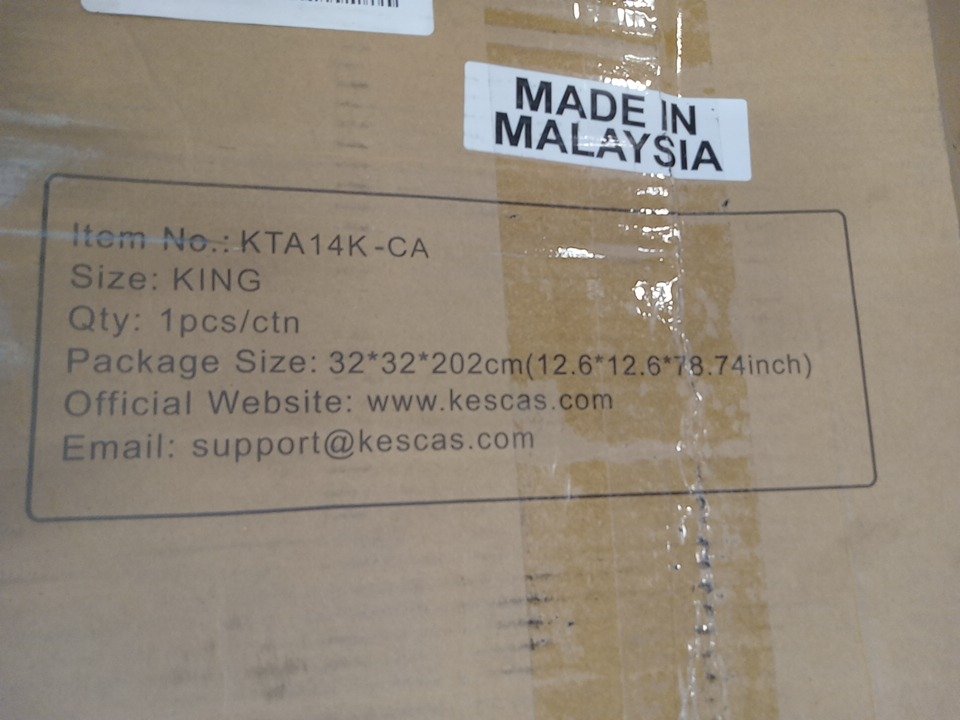 MADE IN
MALAYSIA
Item No.: KTA14K-CA
Size: KING
Qty: 1pcs/ctn
Package Size: 32*32*202cm(12.6*12.6*78.74inch)
Official Website: www.kescas.com
Email: support@kescas.com